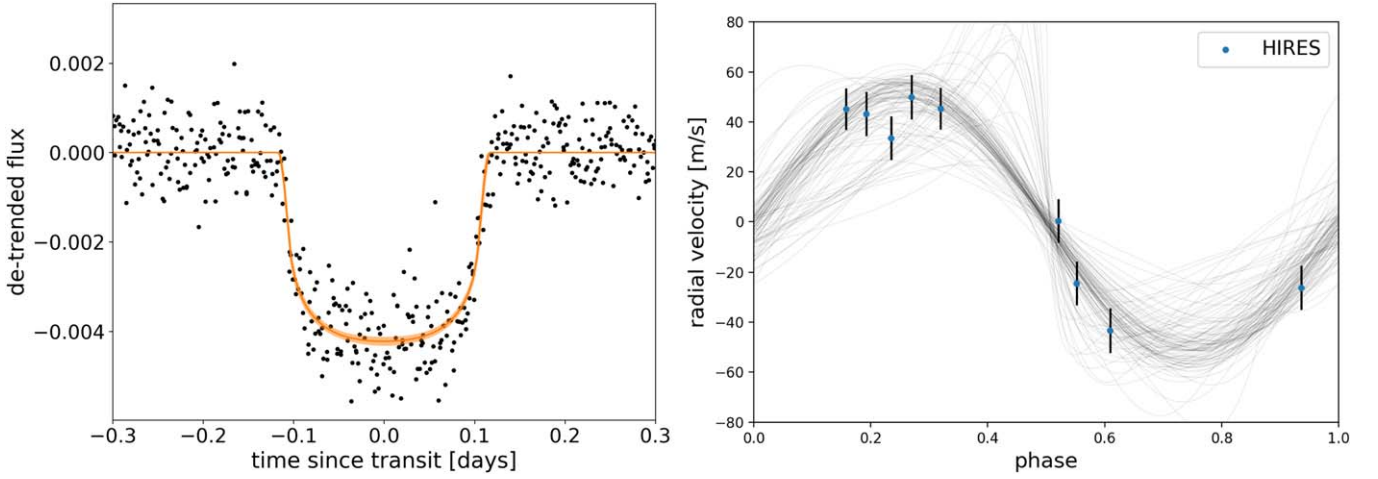 de-trended flux
0.002
0.000
−0.002
−0.004
−0.3 −0.2 −0.1 0.0 0.1 0.2 0.3
time since transit [days]
radial velocity [m/s]
80
60
40
20
0
−20
−40
−60
−80
HIRES
0.0 0.2 0.4 0.6 0.8 1.0
phase